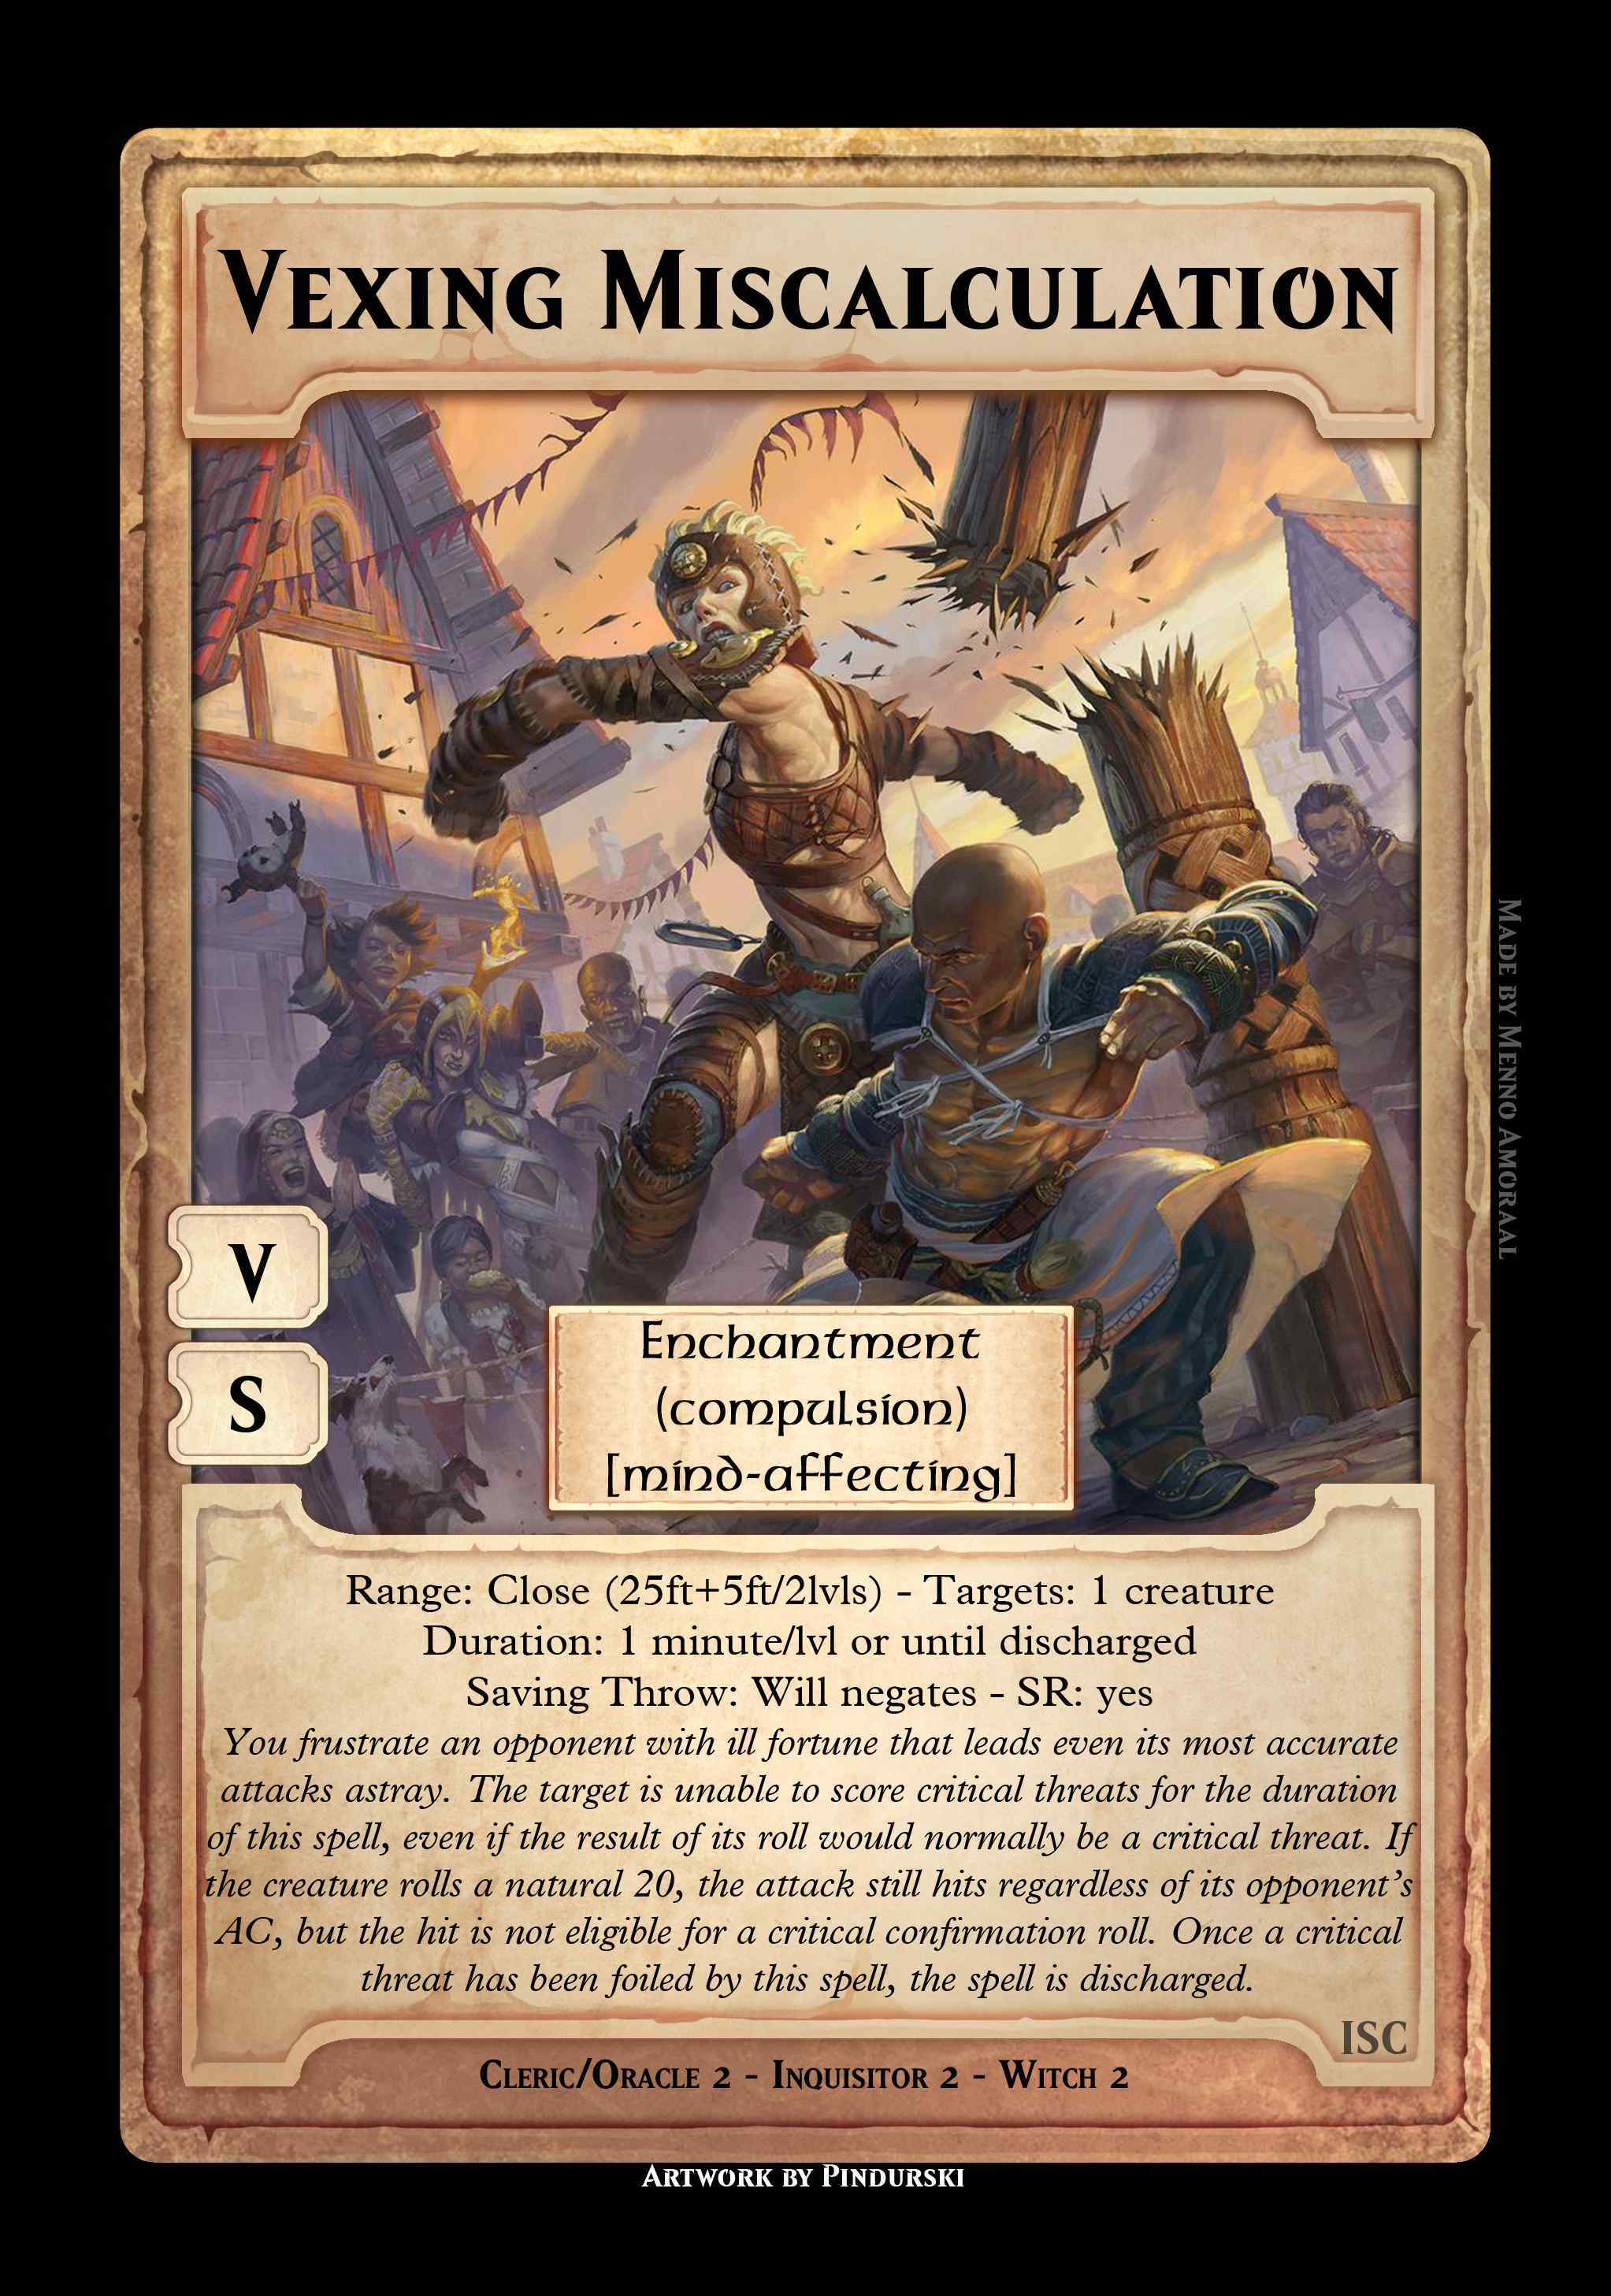 Vexing Miscalculation
V
S
Enchantment
(compulsion)
[mind-affecting]
Range: Close (25ft+5ft/2lvls) - Targets: 1 creature
Duration: 1 minute/lvl or until discharged
Saving Throw: Will negates - SR: yes
You frustrate an opponent with ill fortune that leads even its most accurate
attacks astray. The target is unable to score critical threats for the duration
of this spell, even if the result of its roll would normally be a critical threat. If
the creature rolls a natural 20, the attack still hits regardless of its opponent's
AC, but the hit is not eligible for a critical confirmation roll. Once a critical
threat has been foiled by this spell, the spell is discharged.
ISC
Cleric/Oracle 2 - Inquisitor 2 - Witch 2
Artwork by Pindurski
Made by Menno Amoraal